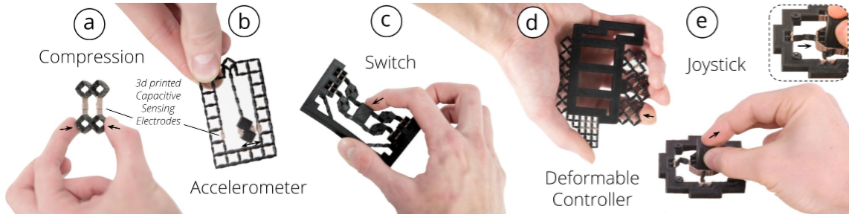 a
Compression
3d printed
Capacitive
Sensing
Electrodes
b
Accelerometer
c
Switch
d
Deformable
Controller
e
Joystick